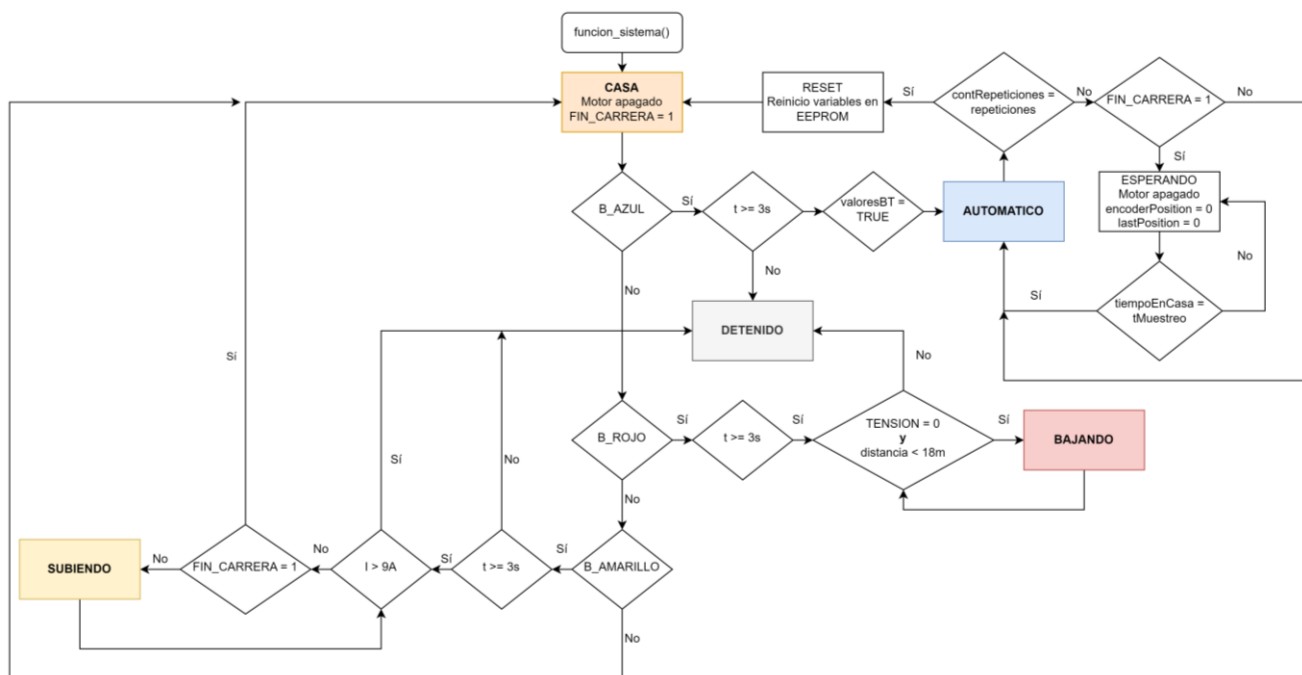 funcion_sistema()
CASA
Motor apagado
FIN_CARRERA = 1
RESET
Reinicio variables en
EEPROM
Sí
contRepeticiones =
repeticiones
No
FIN_CARRERA = 1
No
Sí
B_AZUL
Sí
t >= 3s
valoresBT =
TRUE
AUTOMATICO
ESPERANDO
Motor apagado
encoderPosition = 0
lastPosition = 0
No
No
No
Sí
tiempoEnCasa =
tMuestreo
DETENIDO
Sí
No
B_ROJO
Sí
t >= 3s
Sí
TENSION = 0
y
distancia < 18m
Sí
BAJANDO
Sí
No
No
SUBIENDO
No
FIN_CARRERA = 1
No
I > 9A
Sí
t >= 3s
Sí
B_AMARILLO
No